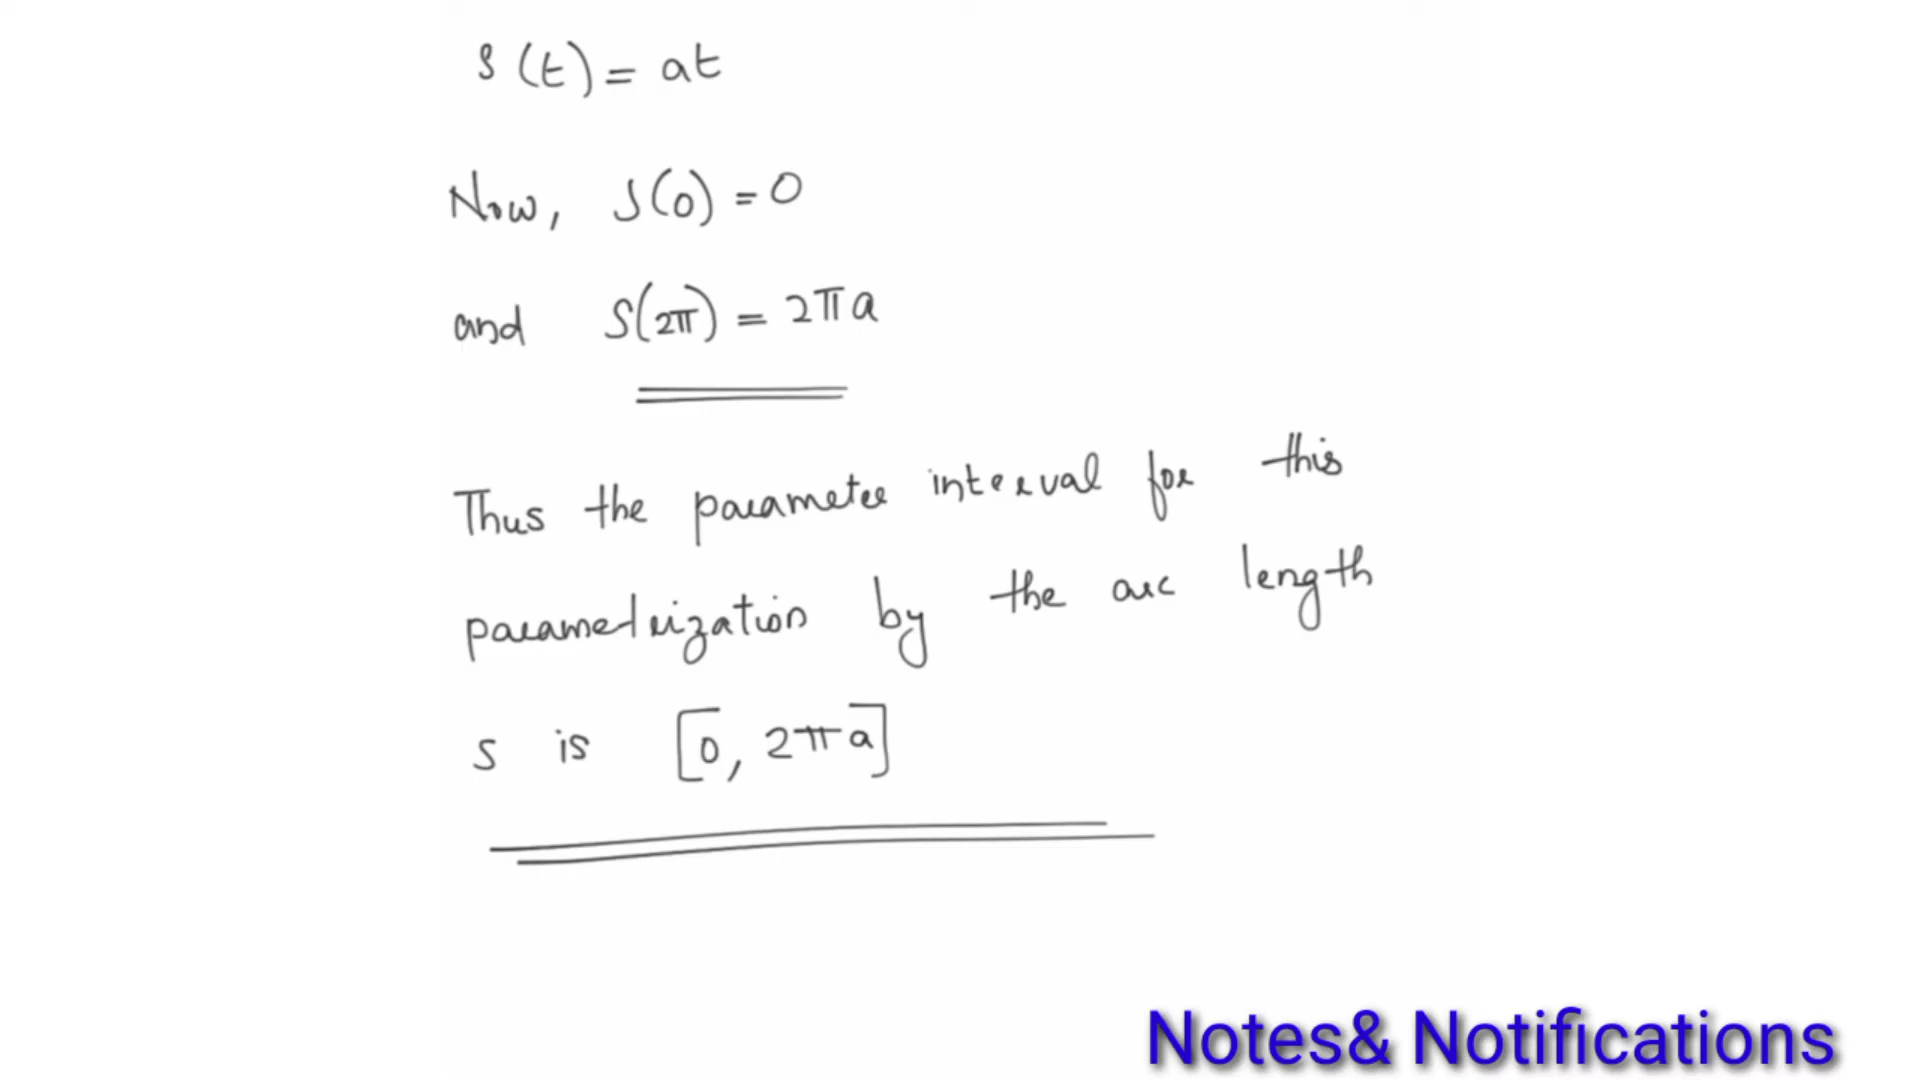 s(t) = at
Now, s(0) = 0
and s(2π) = 2πa
Thus the parameter interval for this
parametrization by the arc length
s is [0, 2πa]
Notes& Notifications